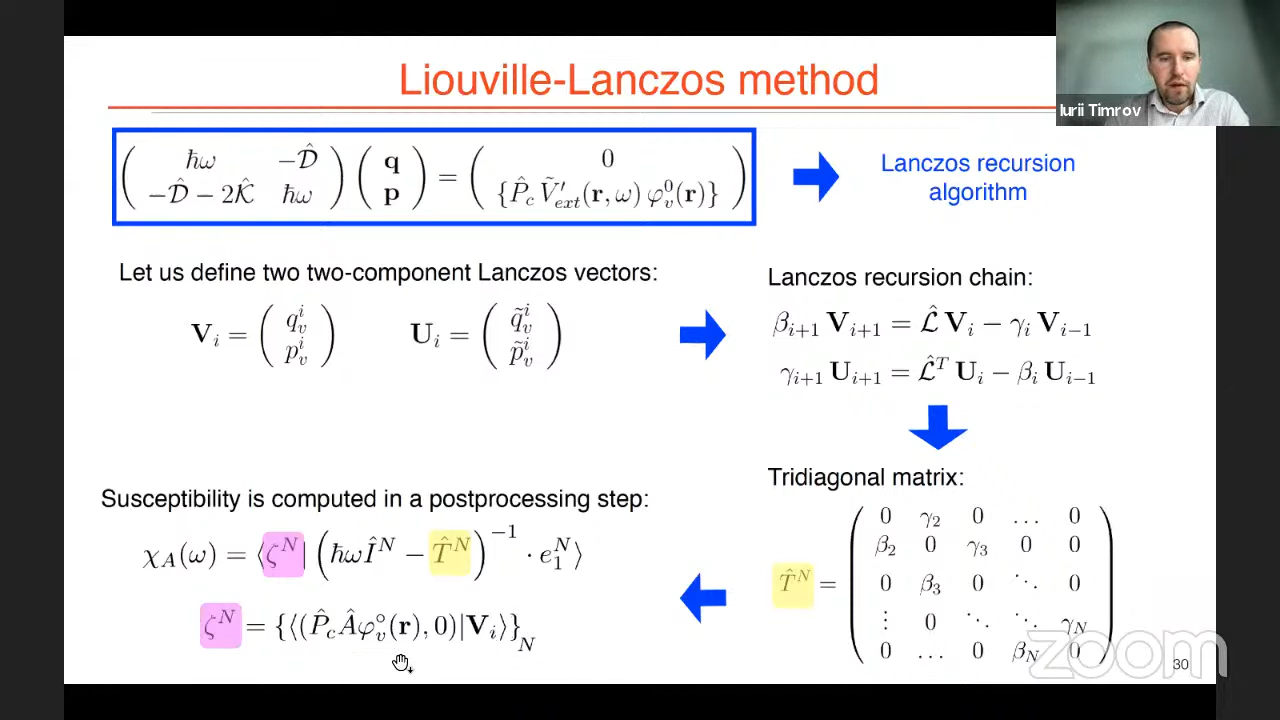 Liouville-Lanczos method
Iurii Timrov
( ħω −𝒟̂ ; −𝒟̂ − 2𝒦̂ ħω ) ( q ; p ) = ( 0 ; {P̂_c Ṽ′_ext(r, ω) φ_v^0(r)} )
Lanczos recursion
algorithm
Let us define two two-component Lanczos vectors:
V_i = ( q_v^i ; p_v^i ) U_i = ( q̃_v^i ; p̃_v^i )
Lanczos recursion chain:
β_{i+1} V_{i+1} = ℒ̂ V_i − γ_i V_{i−1}
γ_{i+1} U_{i+1} = ℒ̂^T U_i − β_i U_{i−1}
Tridiagonal matrix:
T̂^N = ( 0 γ_2 0 … 0 ; β_2 0 γ_3 0 0 ; 0 β_3 0 ⋱ 0 ; ⋮ 0 ⋱ ⋱ γ_N ; 0 … 0 β_N 0 )
Susceptibility is computed in a postprocessing step:
χ_A(ω) = ⟨ζ^N| (ħω Î^N − T̂^N)^{−1} · e_1^N⟩
ζ^N = {⟨(P̂_c Â φ_v^∘(r), 0)|V_i⟩}_N
zoom
30